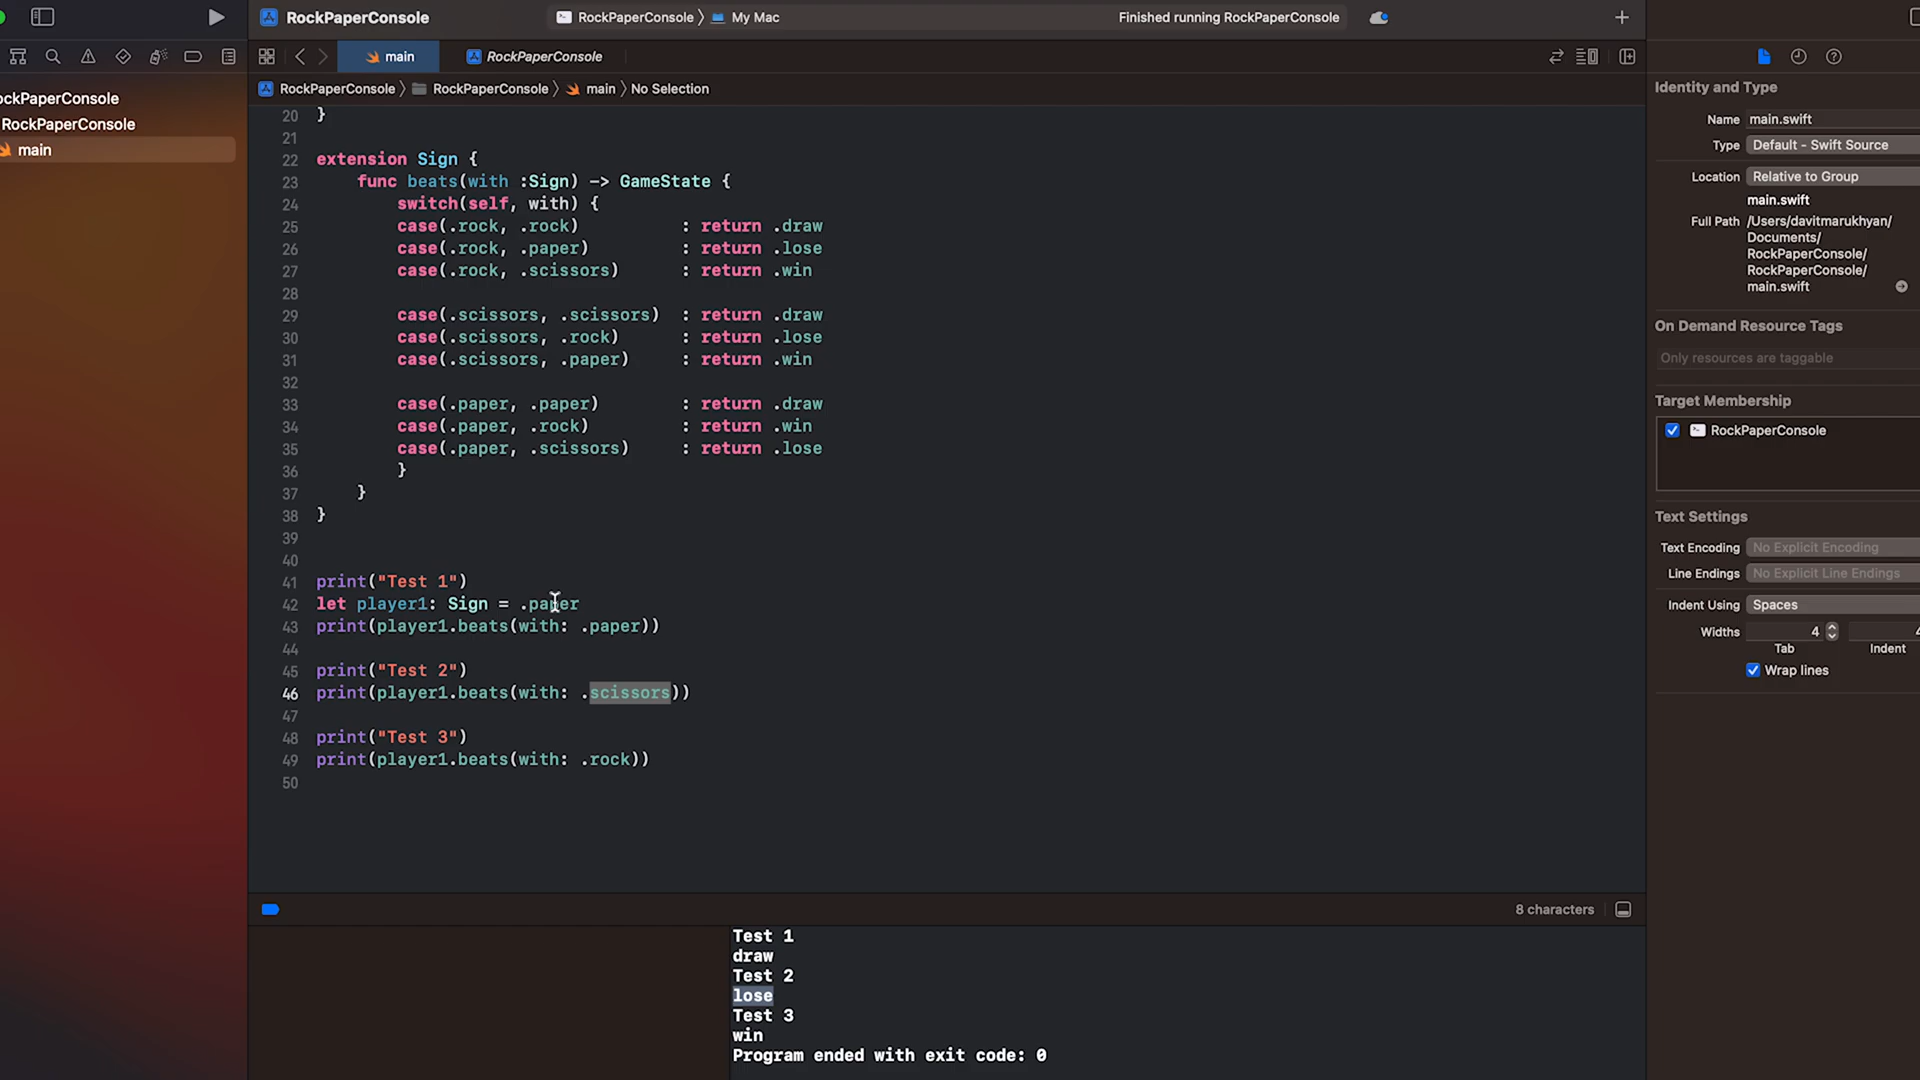 RockPaperConsole
RockPaperConsole 〉 My Mac
Finished running RockPaperConsole
main
RockPaperConsole
RockPaperConsole 〉 RockPaperConsole 〉 main 〉 No Selection
ockPaperConsole
RockPaperConsole
main
20 }
21
22 extension Sign {
23 func beats(with :Sign) -> GameState {
24 switch(self, with) {
25 case(.rock, .rock) : return .draw
26 case(.rock, .paper) : return .lose
27 case(.rock, .scissors) : return .win
28
29 case(.scissors, .scissors) : return .draw
30 case(.scissors, .rock) : return .lose
31 case(.scissors, .paper) : return .win
32
33 case(.paper, .paper) : return .draw
34 case(.paper, .rock) : return .win
35 case(.paper, .scissors) : return .lose
36 }
37 }
38 }
39
40
41 print("Test 1")
42 let player1: Sign = .paper
43 print(player1.beats(with: .paper))
44
45 print("Test 2")
46 print(player1.beats(with: .scissors))
47
48 print("Test 3")
49 print(player1.beats(with: .rock))
50
8 characters
Test 1
draw
Test 2
lose
Test 3
win
Program ended with exit code: 0
Identity and Type
Name main.swift
Type Default - Swift Source
Location Relative to Group
main.swift
Full Path /Users/davitmarukhyan/
Documents/
RockPaperConsole/
RockPaperConsole/
main.swift
On Demand Resource Tags
Only resources are taggable
Target Membership
RockPaperConsole
Text Settings
Text Encoding No Explicit Encoding
Line Endings No Explicit Line Endings
Indent Using Spaces
Widths 4 4
Tab Indent
Wrap lines